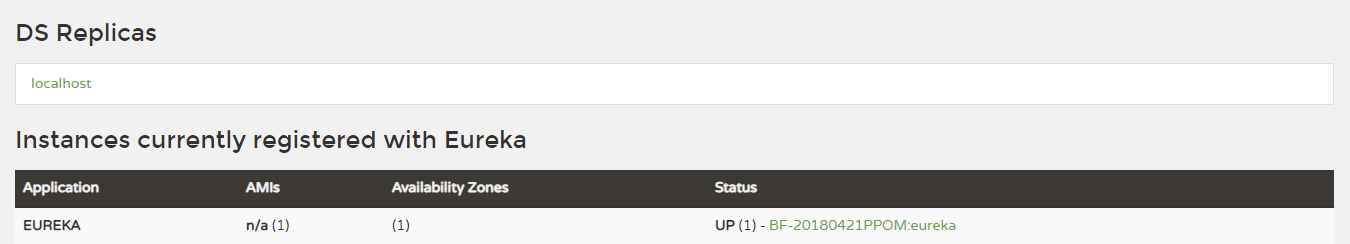 DS Replicas
localhost
Instances currently registered with Eureka
Application AMIs Availability Zones Status
EUREKA n/a (1) (1) UP (1) - BF-20180421PPOM:eureka